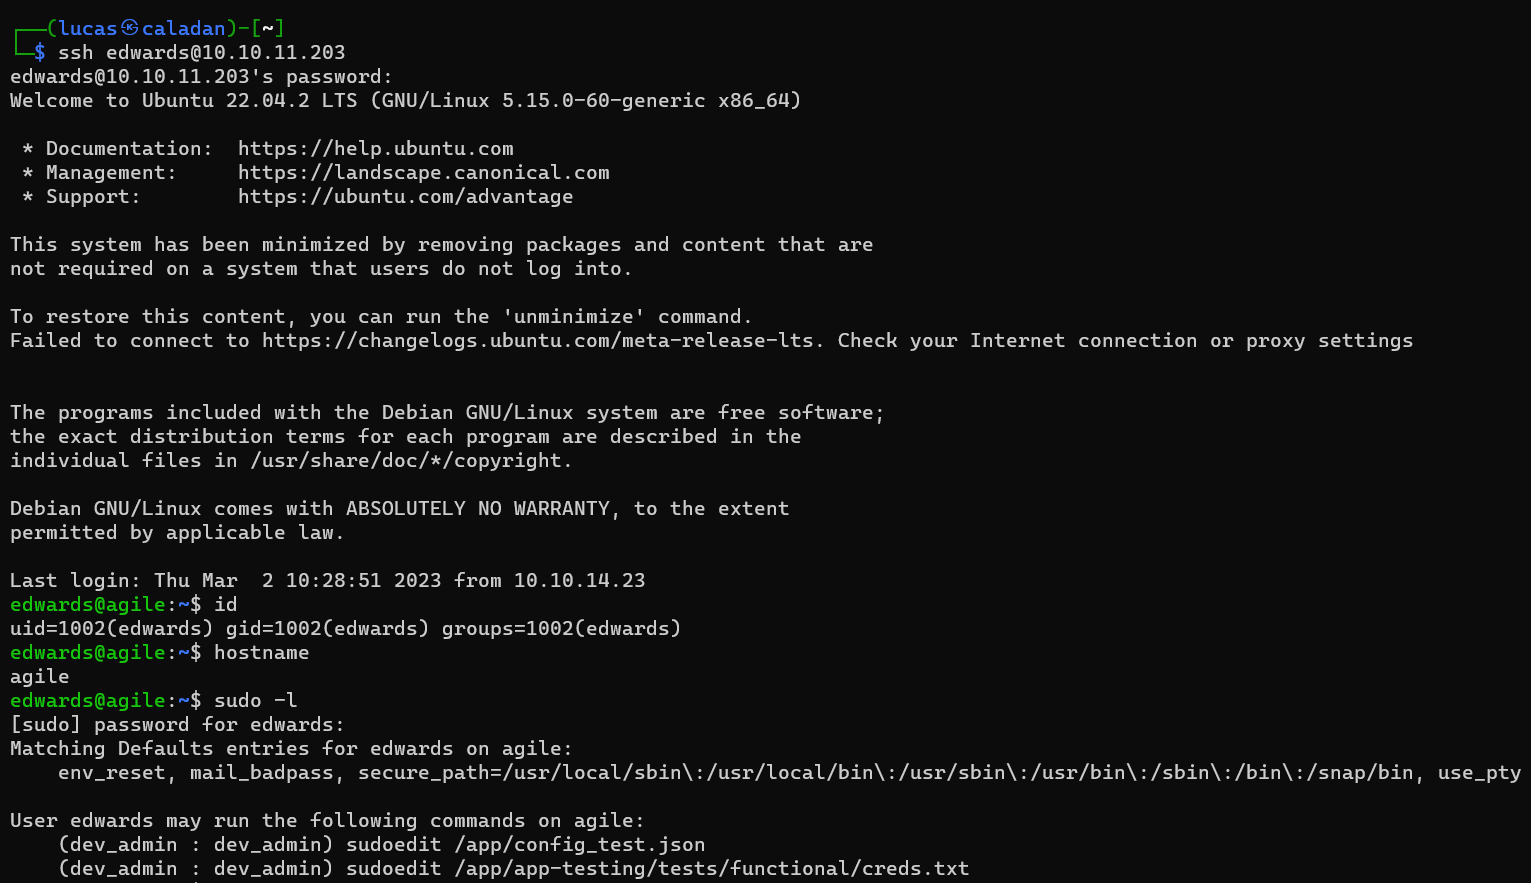 ┌──(lucas㉿caladan)-[~]
└─$ ssh edwards@10.10.11.203
edwards@10.10.11.203's password:
Welcome to Ubuntu 22.04.2 LTS (GNU/Linux 5.15.0-60-generic x86_64)
 * Documentation:  https://help.ubuntu.com
 * Management:     https://landscape.canonical.com
 * Support:        https://ubuntu.com/advantage
This system has been minimized by removing packages and content that are
not required on a system that users do not log into.
To restore this content, you can run the 'unminimize' command.
Failed to connect to https://changelogs.ubuntu.com/meta-release-lts. Check your Internet connection or proxy settings
The programs included with the Debian GNU/Linux system are free software;
the exact distribution terms for each program are described in the
individual files in /usr/share/doc/*/copyright.
Debian GNU/Linux comes with ABSOLUTELY NO WARRANTY, to the extent
permitted by applicable law.
Last login: Thu Mar  2 10:28:51 2023 from 10.10.14.23
edwards@agile:~$ id
uid=1002(edwards) gid=1002(edwards) groups=1002(edwards)
edwards@agile:~$ hostname
agile
edwards@agile:~$ sudo -l
[sudo] password for edwards:
Matching Defaults entries for edwards on agile:
    env_reset, mail_badpass, secure_path=/usr/local/sbin\:/usr/local/bin\:/usr/sbin\:/usr/bin\:/sbin\:/bin\:/snap/bin, use_pty
User edwards may run the following commands on agile:
    (dev_admin : dev_admin) sudoedit /app/config_test.json
    (dev_admin : dev_admin) sudoedit /app/app-testing/tests/functional/creds.txt